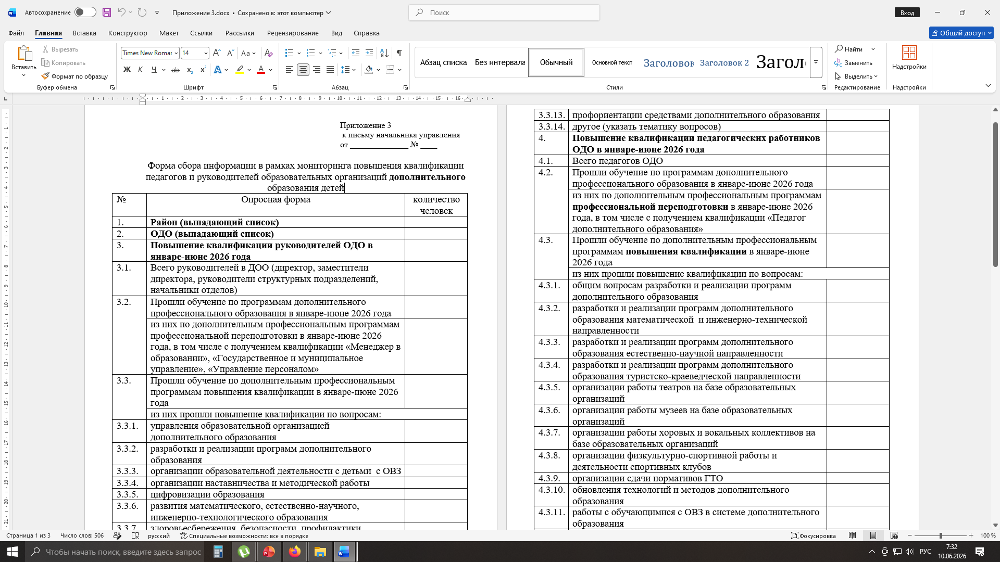 Автосохранение
Приложение 3.docx • Сохранено в: этот компьютер
Поиск
Вход
Файл
Главная
Вставка
Конструктор
Макет
Ссылки
Рассылки
Рецензирование
Вид
Справка
Общий доступ
Вставить
Вырезать
Копировать
Формат по образцу
Буфер обмена
Times New Roman
14
Шрифт
Абзац
Абзац списка
Без интервала
Обычный
Основной текст
Заголовок
Заголовок 2
Заголо
Стили
Найти
Заменить
Выделить
Редактирование
Надстройки
Надстройки
Приложение 3
к письму начальника управления
от ______________ № ____
Форма сбора информации в рамках мониторинга повышения квалификации
педагогов и руководителей образовательных организаций дополнительного
образования детей
№ Опросная форма количество
человек
1. Район (выпадающий список)
2. ОДО (выпадающий список)
3. Повышение квалификации руководителей ОДО в
январе-июне 2026 года
3.1. Всего руководителей в ДОО (директор, заместители
директора, руководители структурных подразделений,
начальники отделов)
3.2. Прошли обучение по программам дополнительного
профессионального образования в январе-июне 2026 года
из них по дополнительным профессиональным программам
профессиональной переподготовки в январе-июне 2026
года, в том числе с получением квалификации «Менеджер в
образовании», «Государственное и муниципальное
управление», «Управление персоналом»
3.3. Прошли обучение по дополнительным профессиональным
программам повышения квалификации в январе-июне 2026
года
из них прошли повышение квалификации по вопросам:
3.3.1. управления образовательной организацией
дополнительного образования
3.3.2. разработки и реализации программ дополнительного
образования
3.3.3. организации образовательной деятельности с детьми  с ОВЗ
3.3.4. организации наставничества и методической работы
3.3.5. цифровизации образования
3.3.6. развития математического, естественно-научного,
инженерно-технологического образования
3.3.7. здоровьесбережения, безопасности, профилактики
3.3.13. профориентации средствами дополнительного образования
3.3.14. другое (указать тематику вопросов)
4. Повышение квалификации педагогических работников
ОДО в январе-июне 2026 года
4.1. Всего педагогов ОДО
4.2. Прошли обучение по программам дополнительного
профессионального образования в январе-июне 2026 года
из них по дополнительным профессиональным программам
профессиональной переподготовки в январе-июне 2026
года, в том числе с получением квалификации «Педагог
дополнительного образования»
4.3. Прошли обучение по дополнительным профессиональным
программам повышения квалификации в январе-июне
2026 года
из них прошли повышение квалификации по вопросам:
4.3.1. общим вопросам разработки и реализации программ
дополнительного образования
4.3.2. разработки и реализации программ дополнительного
образования математической  и инженерно-технической
направленности
4.3.3. разработки и реализации программ дополнительного
образования естественно-научной направленности
4.3.4. разработки и реализации программ дополнительного
образования туристско-краеведческой направленности
4.3.5. организации работы театров на базе образовательных
организаций
4.3.6. организации работы музеев на базе образовательных
организаций
4.3.7. организации работы хоровых и вокальных коллективов на
базе образовательных организаций
4.3.8. организации физкультурно-спортивной работы и
деятельности спортивных клубов
4.3.9. организации сдачи нормативов ГТО
4.3.10. обновления технологий и методов дополнительного
образования
4.3.11. работы с обучающимися с ОВЗ в системе дополнительного
образования
Страница 1 из 3
Число слов: 506
русский
Специальные возможности: все в порядке
Фокусировка
100 %
Чтобы начать поиск, введите здесь запрос
РУС
7:32
10.06.2026